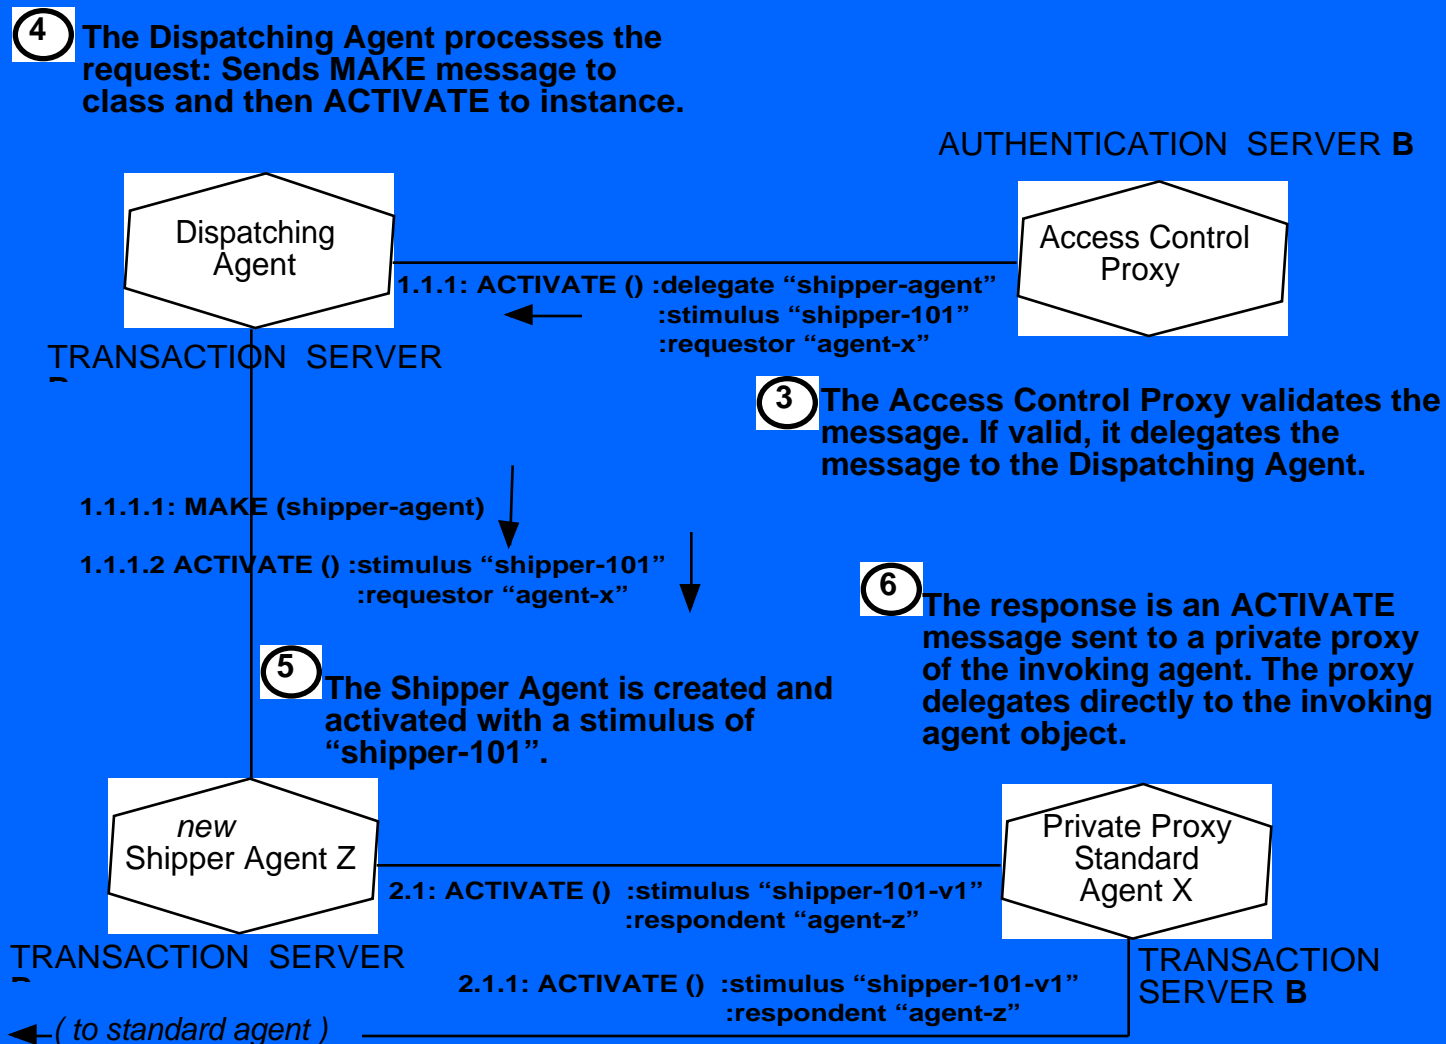 4
The Dispatching Agent processes the
request: Sends MAKE message to
class and then ACTIVATE to instance.
AUTHENTICATION SERVER B
Dispatching
Agent
Access Control
Proxy
1.1.1: ACTIVATE () :delegate “shipper-agent”
:stimulus “shipper-101”
:requestor “agent-x”
TRANSACTION SERVER
3
The Access Control Proxy validates the
message. If valid, it delegates the
message to the Dispatching Agent.
1.1.1.1: MAKE (shipper-agent)
1.1.1.2 ACTIVATE () :stimulus “shipper-101”
:requestor “agent-x”
6
The response is an ACTIVATE
message sent to a private proxy
of the invoking agent. The proxy
delegates directly to the invoking
agent object.
5
The Shipper Agent is created and
activated with a stimulus of
“shipper-101”.
new
Shipper Agent Z
Private Proxy
Standard
Agent X
2.1: ACTIVATE () :stimulus “shipper-101-v1”
:respondent “agent-z”
TRANSACTION SERVER
TRANSACTION
SERVER B
2.1.1: ACTIVATE () :stimulus “shipper-101-v1”
:respondent “agent-z”
( to standard agent )